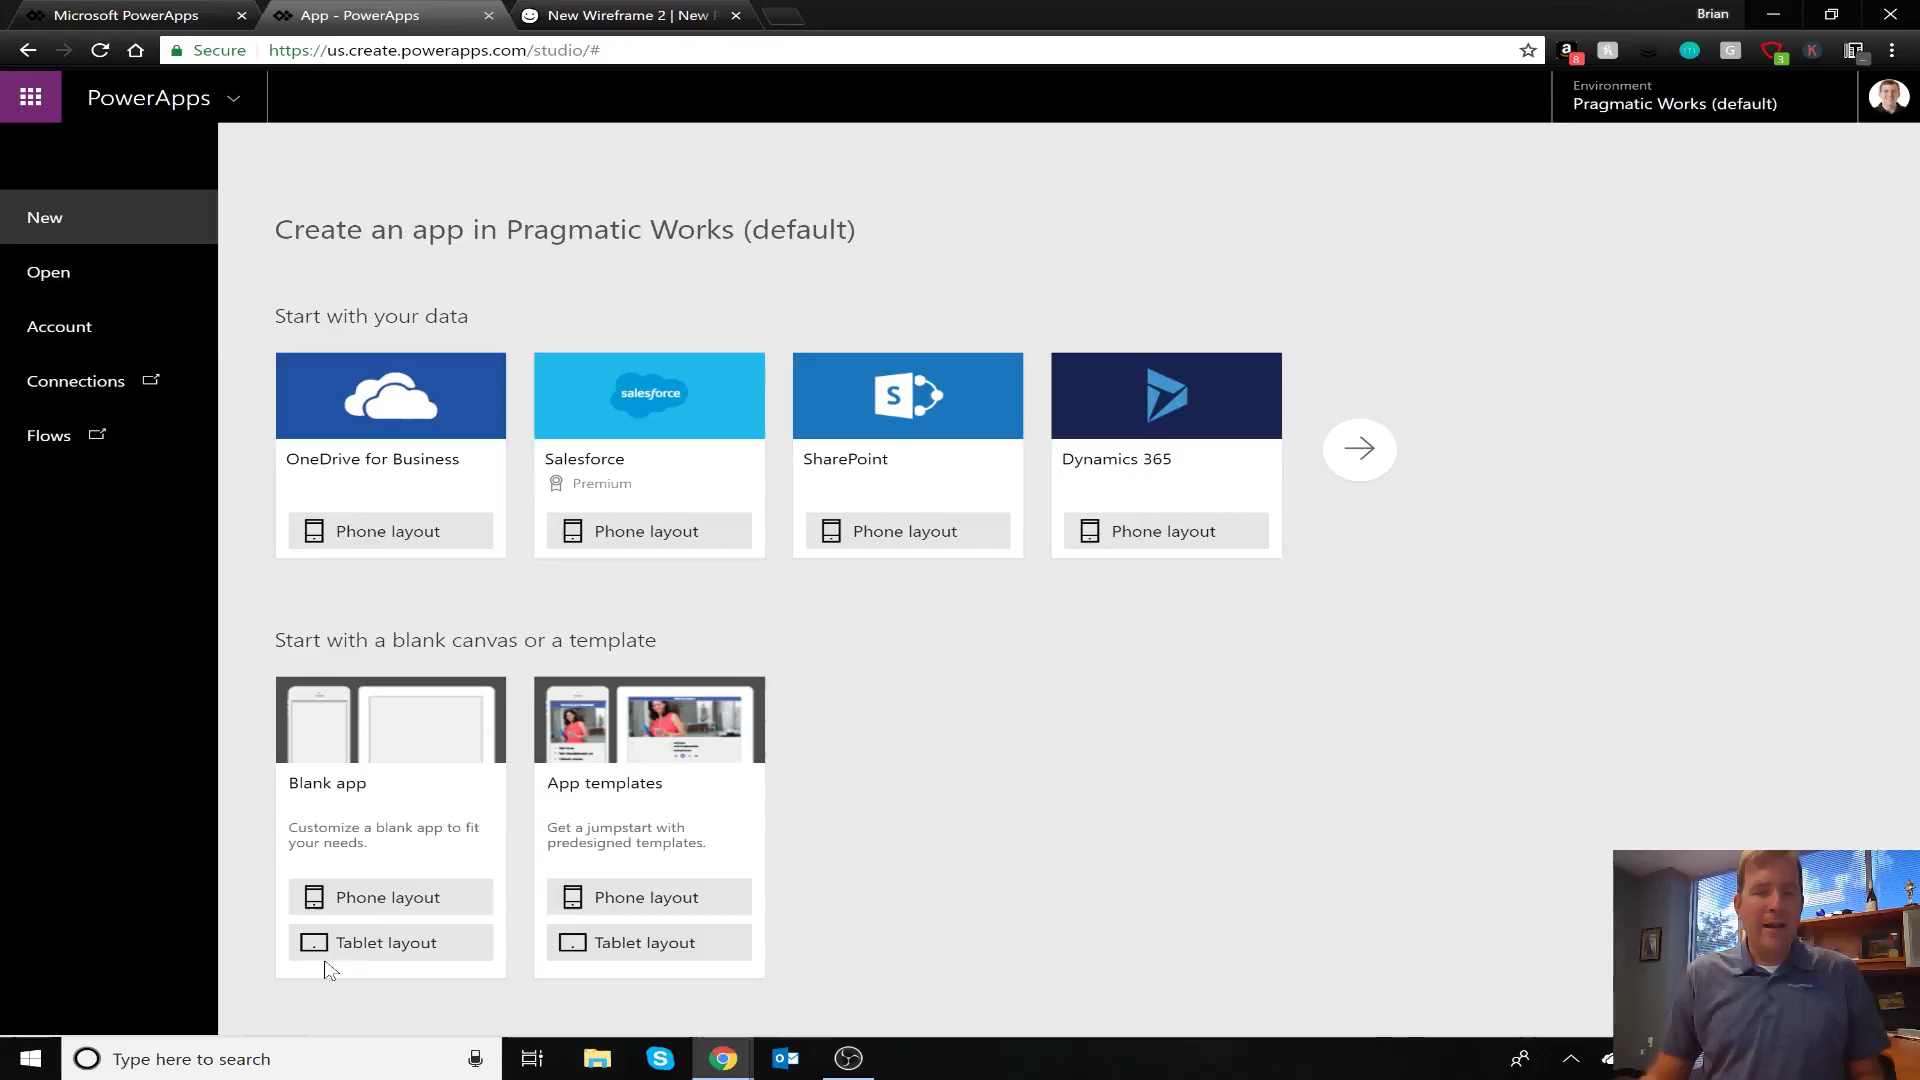 Microsoft PowerApps
App - PowerApps
New Wireframe 2 | New
Brian
Secure
https://us.create.powerapps.com/studio/#
a
8
G
3
K
PowerApps
Environment
Pragmatic Works (default)
New
Open
Account
Connections
Flows
Create an app in Pragmatic Works (default)
Start with your data
salesforce
S
OneDrive for Business
Salesforce
SharePoint
Dynamics 365
Premium
Phone layout
Phone layout
Phone layout
Phone layout
Start with a blank canvas or a template
Blank app
App templates
Customize a blank app to fit
your needs.
Get a jumpstart with
predesigned templates.
Phone layout
Phone layout
Tablet layout
Tablet layout
Type here to search